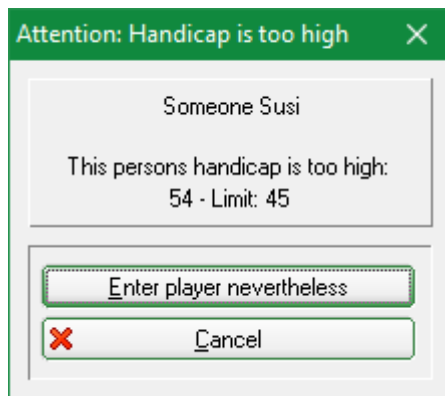 Attention: Handicap is too high
Someone Susi
This persons handicap is too high:
54 - Limit: 45
Enter player nevertheless
Cancel